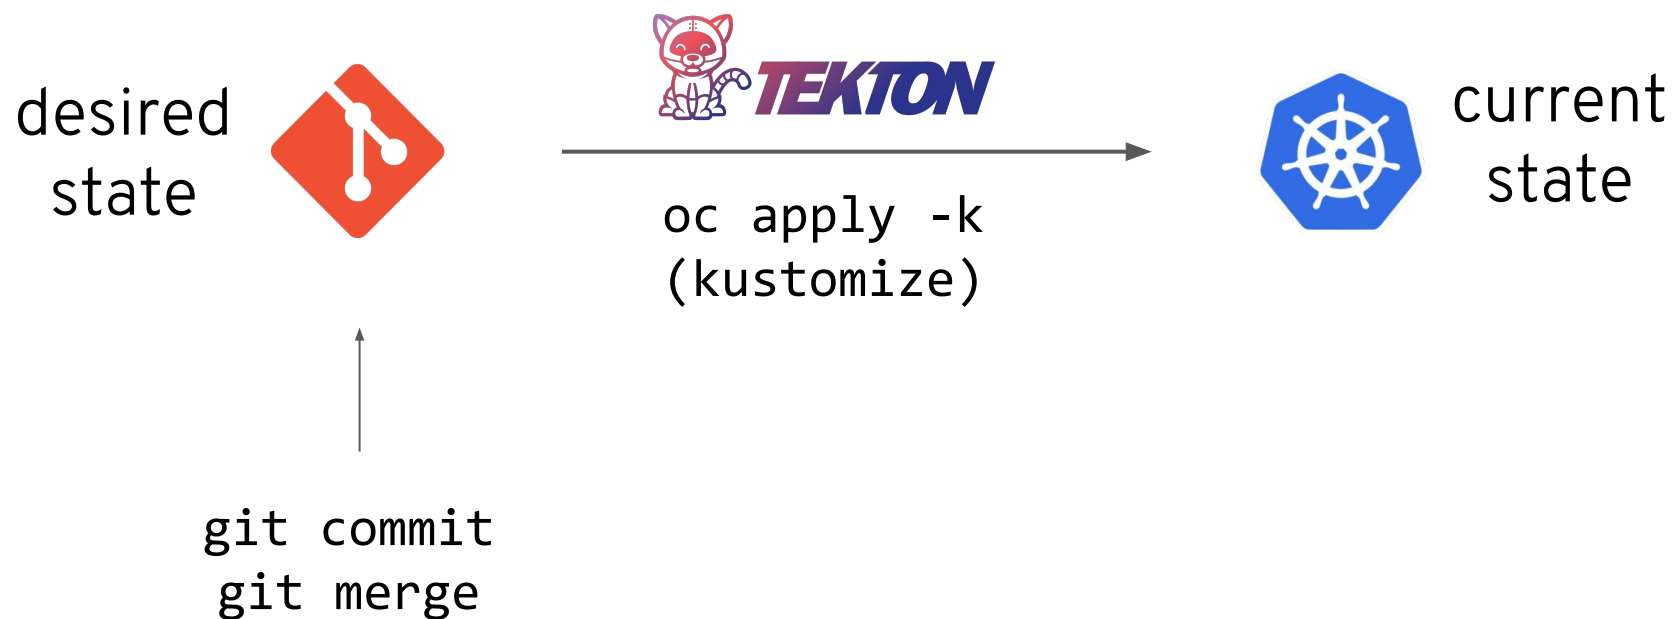 desired
state
TEKTON
oc apply -k
(kustomize)
current
state
git commit
git merge